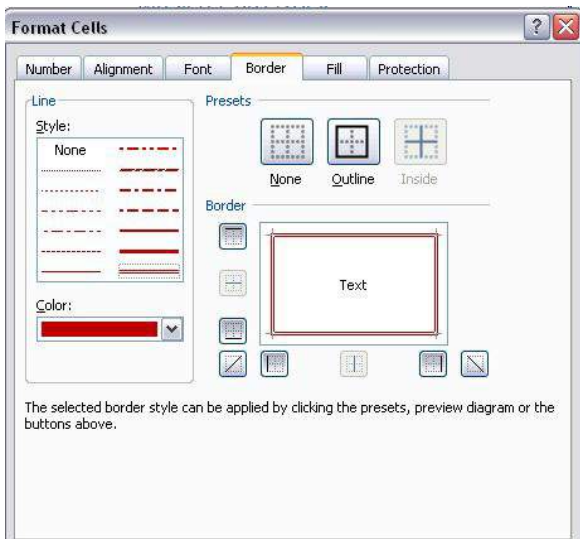 Format Cells
?
Number Alignment Font Border Fill Protection
Line
Style:
None
Color:
Presets
None Outline Inside
Border
Text
The selected border style can be applied by clicking the presets, preview diagram or the
buttons above.